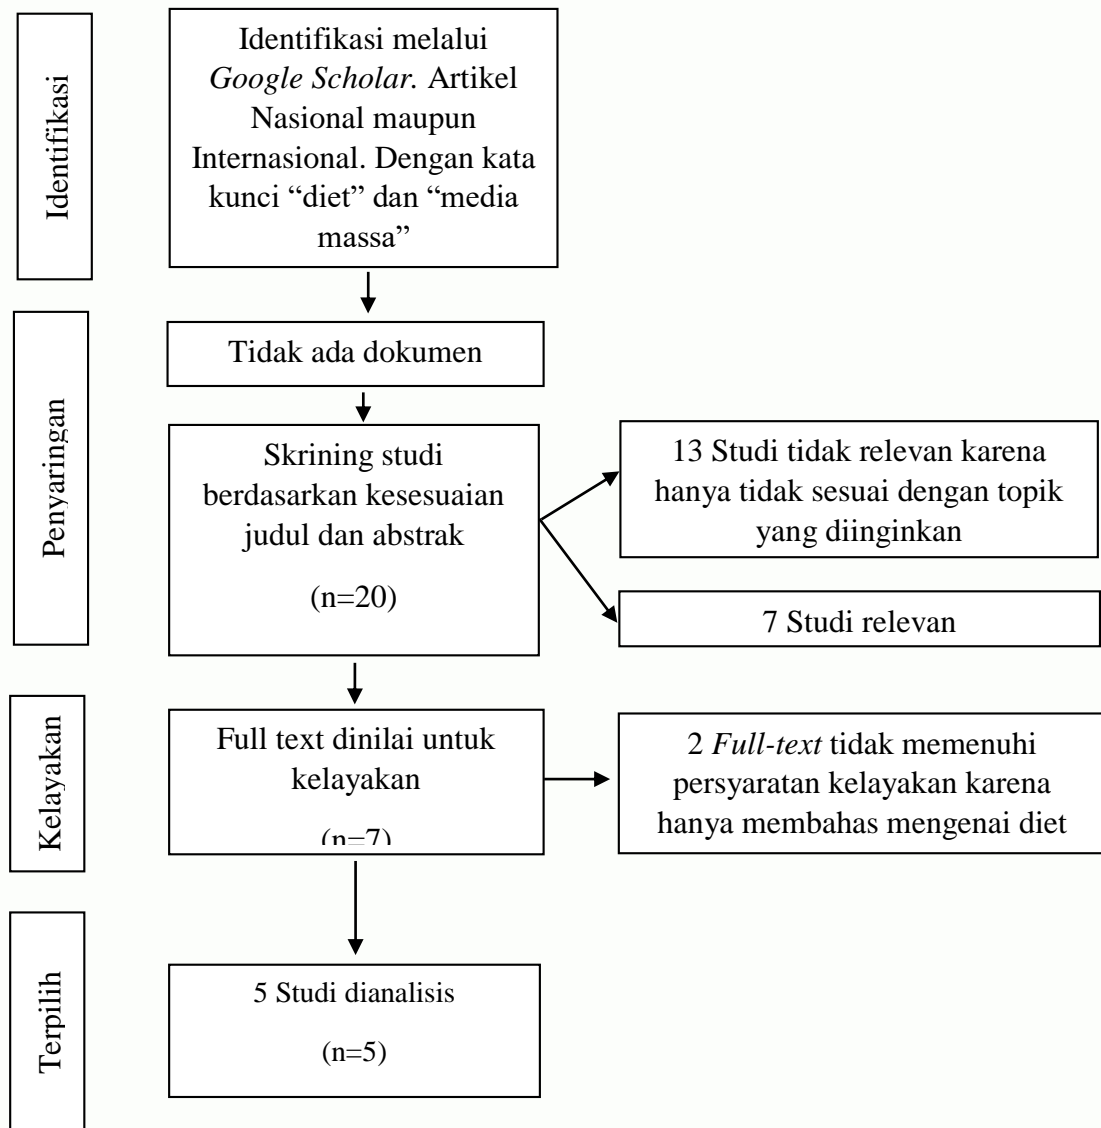 Identifikasi
Identifikasi melalui
Google Scholar. Artikel
Nasional maupun
Internasional. Dengan kata
kunci “diet” dan “media
massa”
Penyaringan
Tidak ada dokumen
Skrining studi
berdasarkan kesesuaian
judul dan abstrak
(n=20)
13 Studi tidak relevan karena
hanya tidak sesuai dengan topik
yang diinginkan
7 Studi relevan
Kelayakan
Full text dinilai untuk
kelayakan
(n=7)
2 Full-text tidak memenuhi
persyaratan kelayakan karena
hanya membahas mengenai diet
Terpilih
5 Studi dianalisis
(n=5)